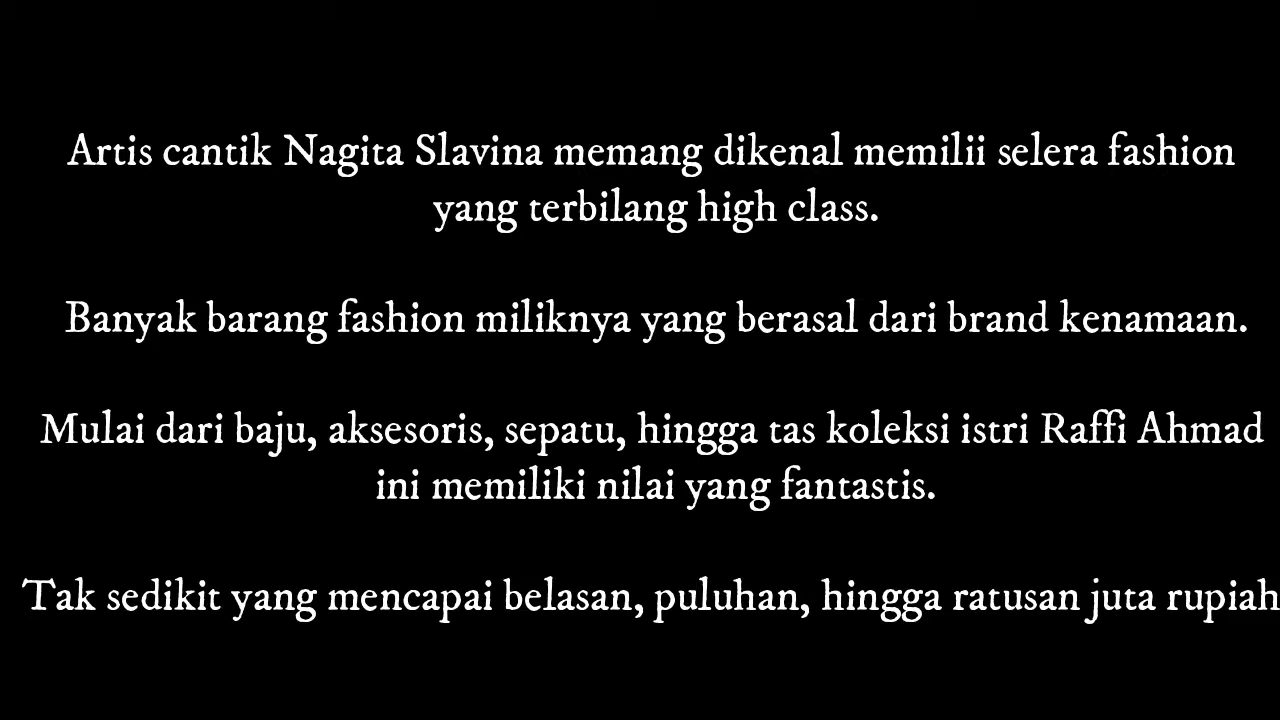 Artis cantik Nagita Slavina memang dikenal memilii selera fashion
yang terbilang high class.
Banyak barang fashion miliknya yang berasal dari brand kenamaan.
Mulai dari baju, aksesoris, sepatu, hingga tas koleksi istri Raffi Ahmad
ini memiliki nilai yang fantastis.
Tak sedikit yang mencapai belasan, puluhan, hingga ratusan juta rupiah